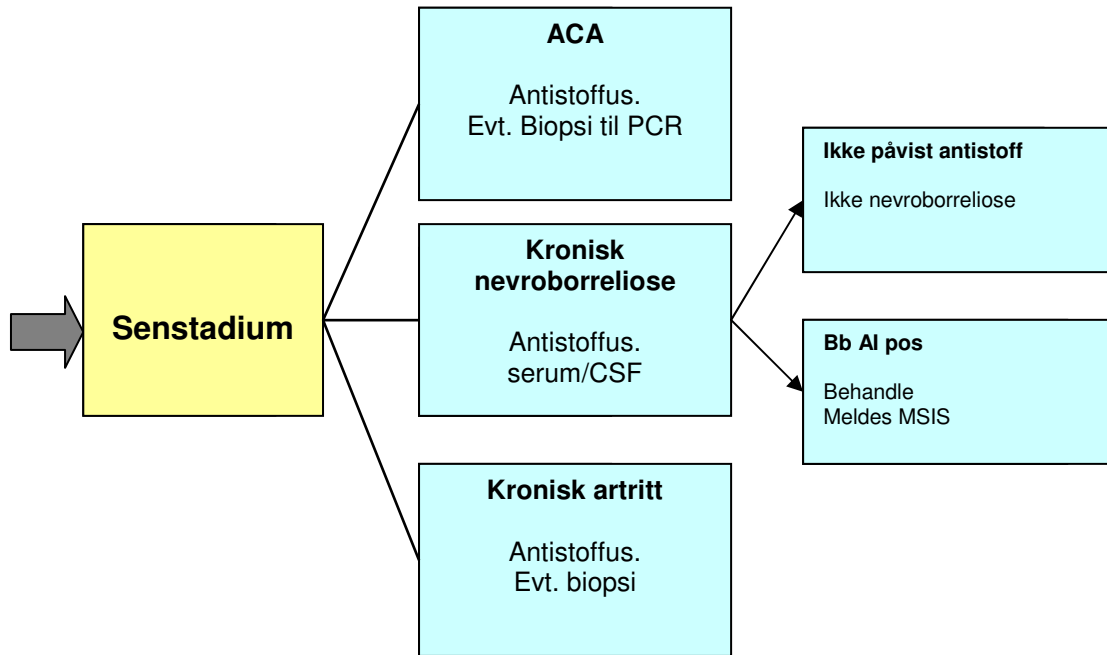 Senstadium
ACA
Antistoffus.
Evt. Biopsi til PCR
Kronisk
nevroborreliose
Antistoffus.
serum/CSF
Kronisk artritt
Antistoffus.
Evt. biopsi
Ikke påvist antistoff
Ikke nevroborreliose
Bb AI pos
Behandle
Meldes MSIS